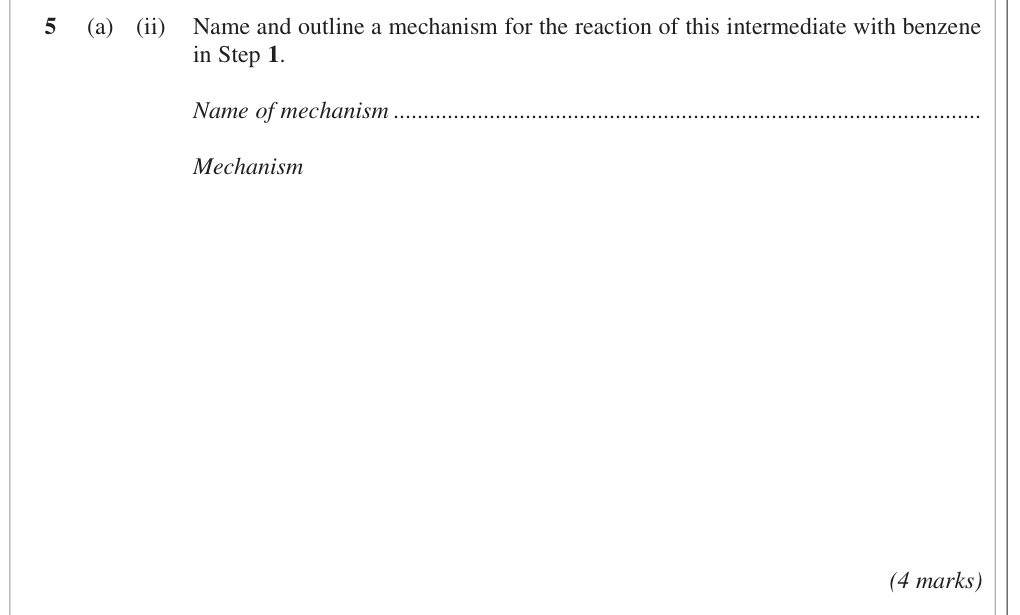 5 (a) (ii) Name and outline a mechanism for the reaction of this intermediate with benzene
in Step 1.
Name of mechanism ..................................................................................................
Mechanism
(4 marks)